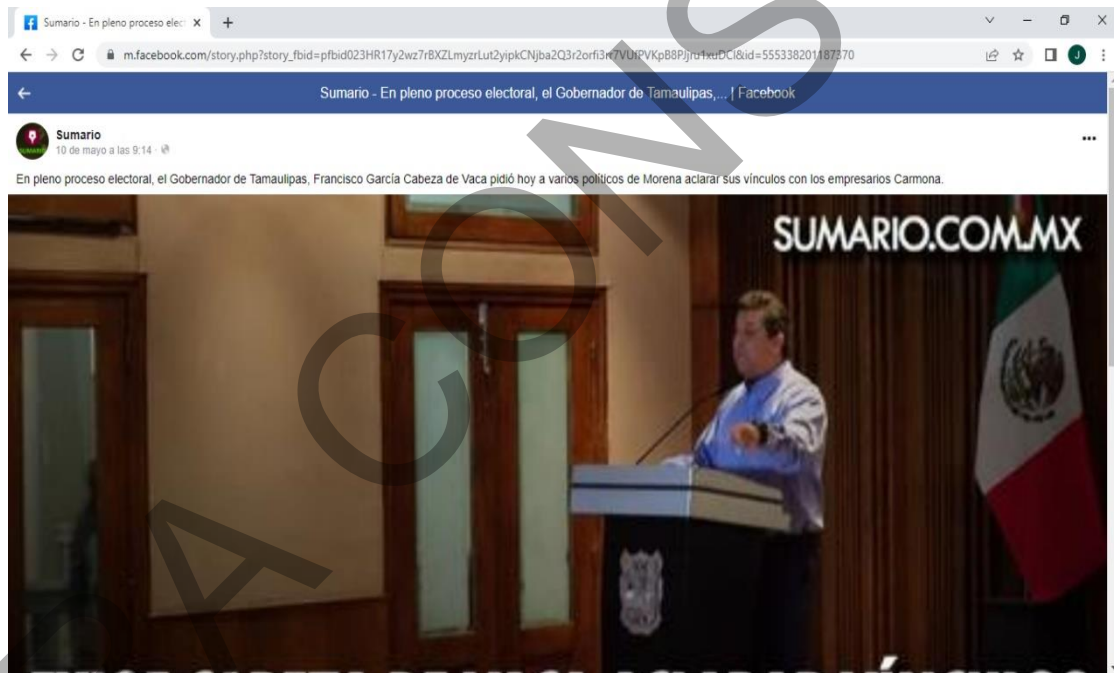 Sumario - En pleno proceso elec
m.facebook.com/story.php?story_fbid=pfbid023HR17y2wz7rBXZLmyzrLut2yipkCNjba2Q3r2orfi3rr7VUfPVKpB8PJjru1xuDCl&id=555338201187370
J
Sumario - En pleno proceso electoral, el Gobernador de Tamaulipas,... | Facebook
Sumario
10 de mayo a las 9:14 ·
En pleno proceso electoral, el Gobernador de Tamaulipas, Francisco García Cabeza de Vaca pidió hoy a varios políticos de Morena aclarar sus vínculos con los empresarios Carmona.
SUMARIO.COM.MX